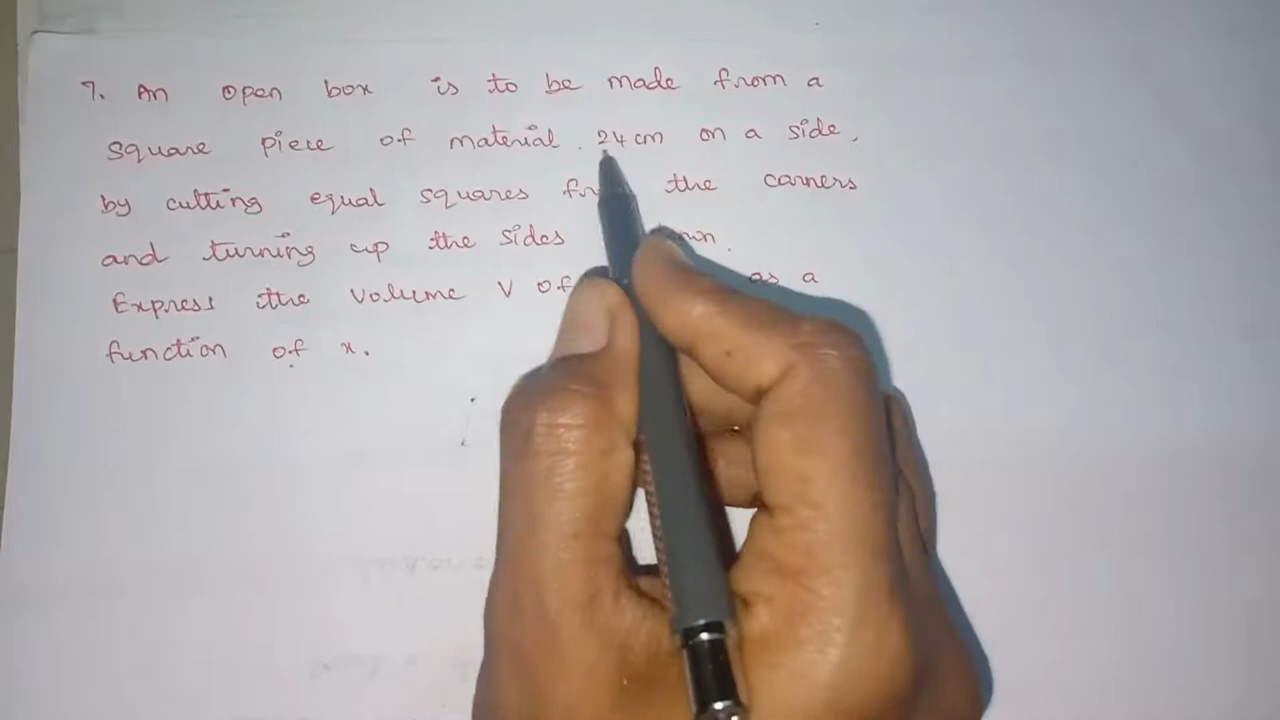 7. An open box is to be made from a
square piece of material. 24 cm on a side,
by cutting equal squares the corners
and turning up the sides
Express the volume V of as a
function of x.